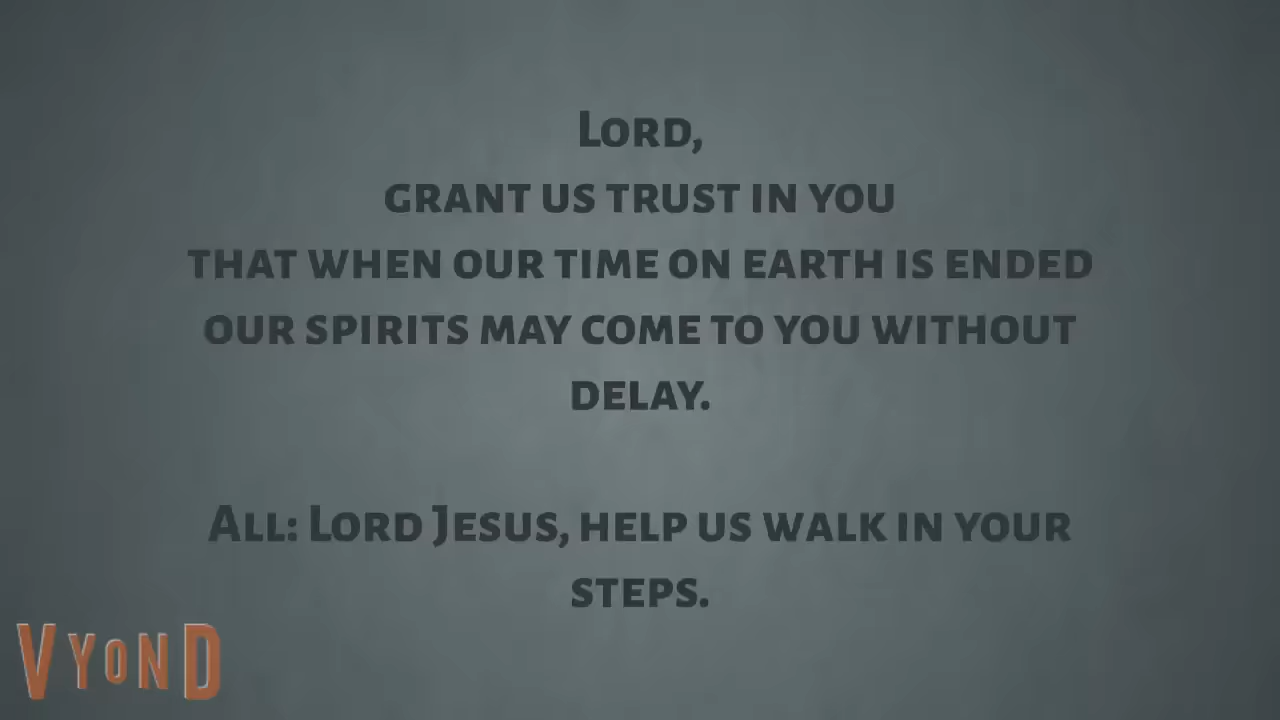 Lord,
grant us trust in you
that when our time on earth is ended
our spirits may come to you without
delay.
All: Lord Jesus, help us walk in your
steps.
VYOND